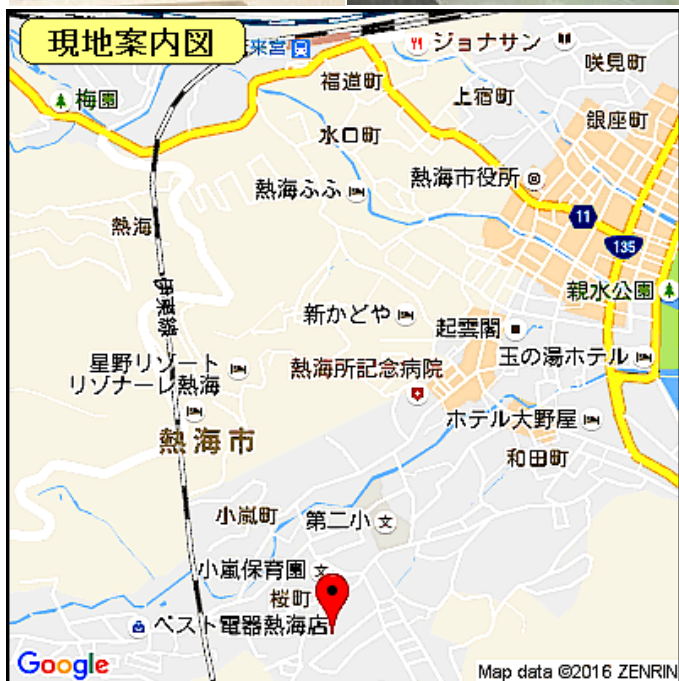 現地案内図
来宮
ジョナサン
咲見町
梅園
福道町
上宿町
銀座町
水口町
熱海市役所
熱海ふふ
熱海
11
135
伊東線
親水公園
新かどや
起雲閣
玉の湯ホテル
星野リゾート
リゾナーレ熱海
熱海所記念病院
ホテル大野屋
熱海市
和田町
小嵐町
第二小
文
小嵐保育園
文
桜町
ベスト電器熱海店
Google
Map data ©2016 ZENRIN